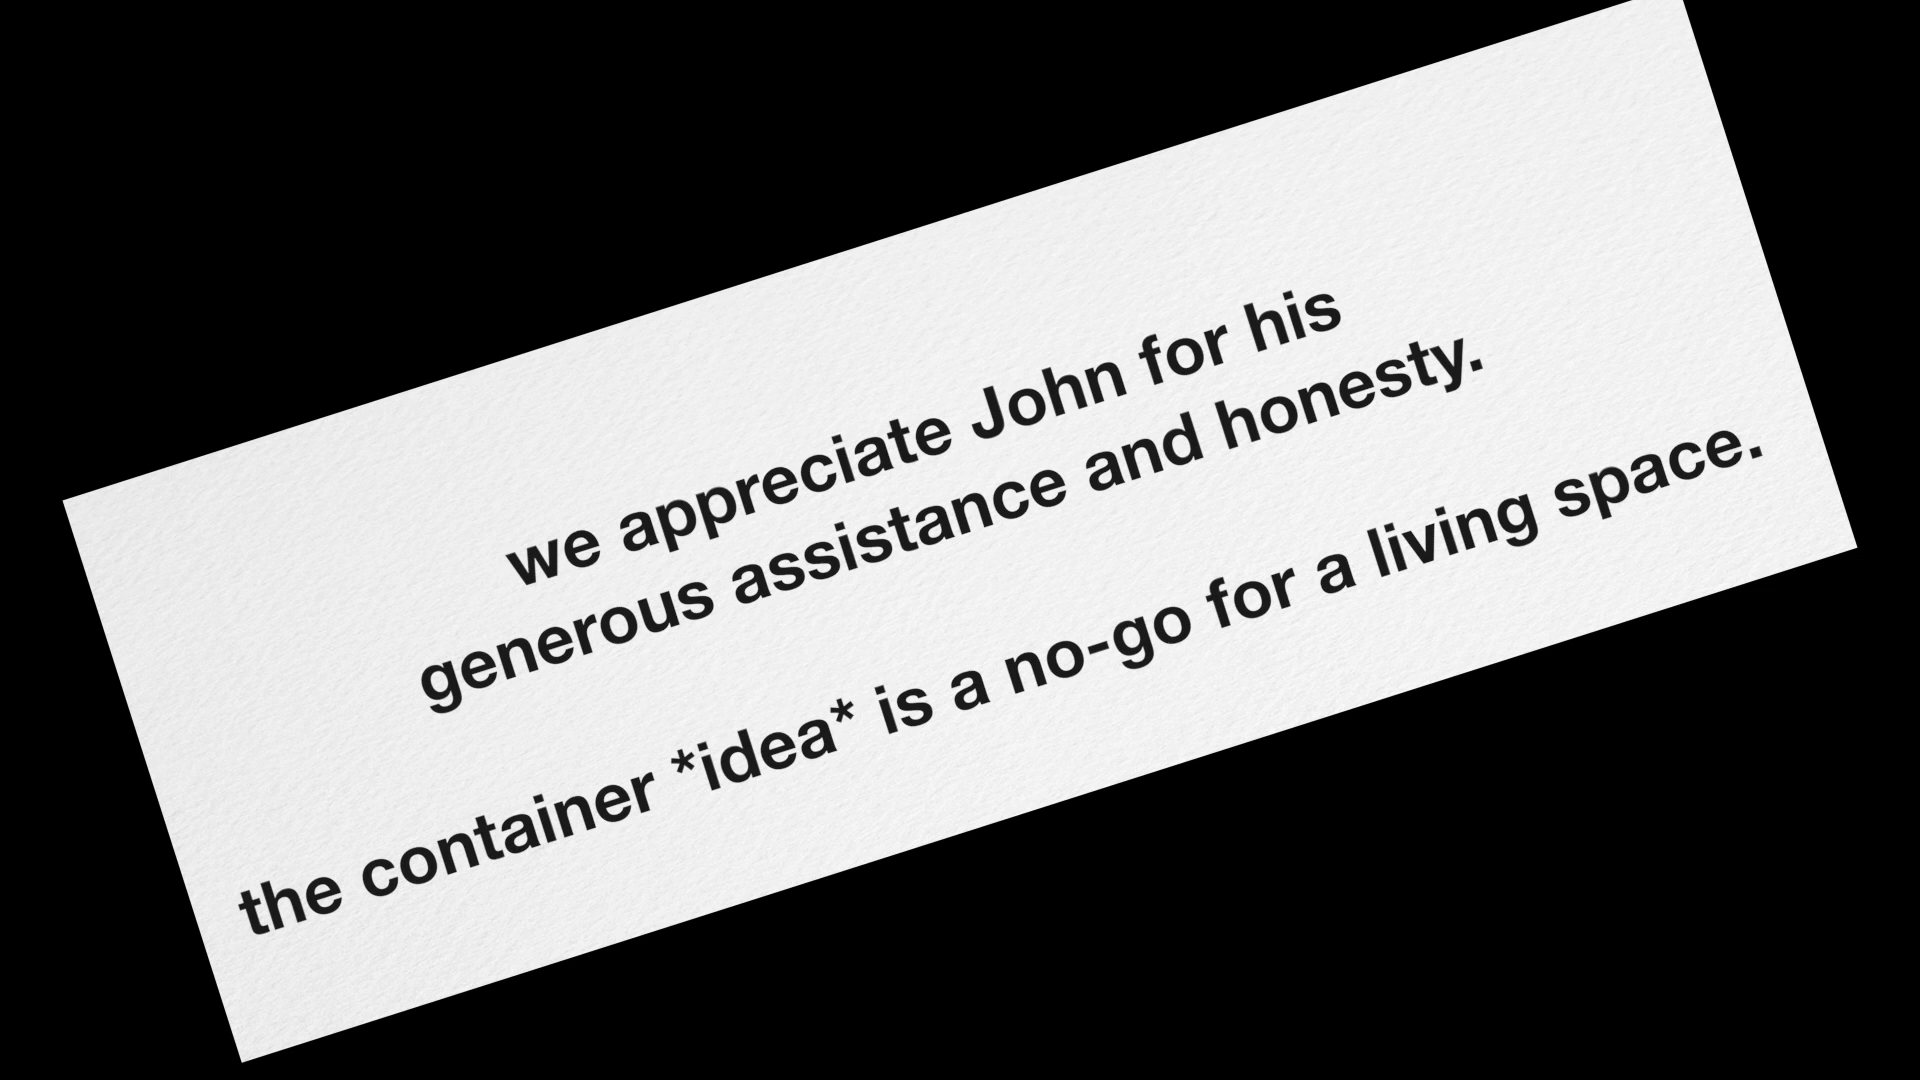 we appreciate John for his
generous assistance and honesty.
the container *idea* is a no-go for a living space.